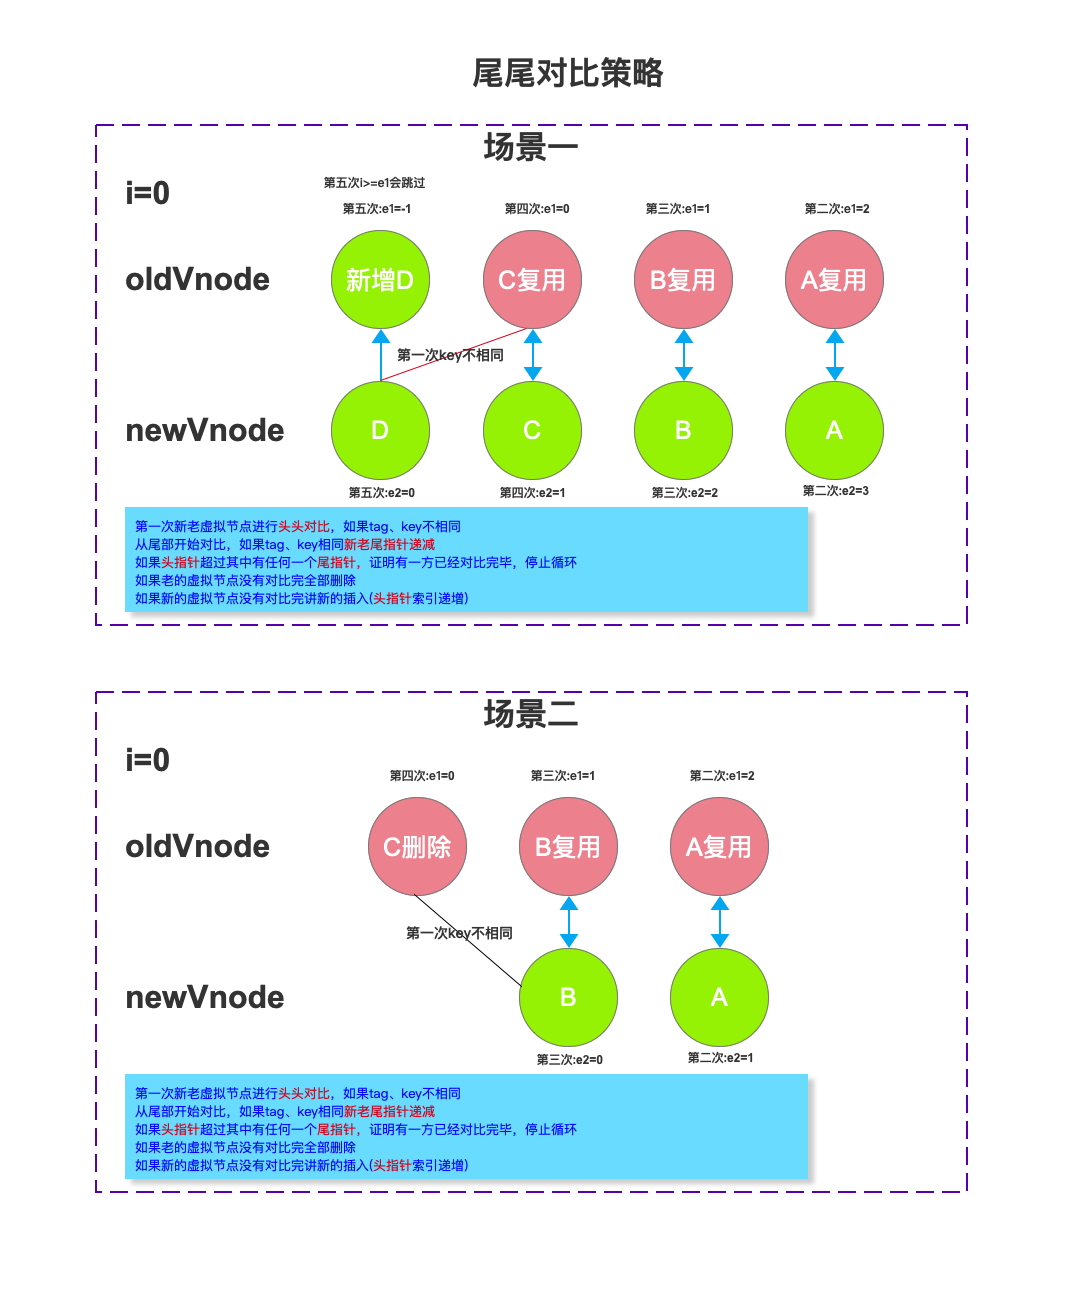 尾尾对比策略
场景一
i=0
第五次i>=e1会跳过
第五次:e1=-1
第四次:e1=0
第三次:e1=1
第二次:e1=2
oldVnode
新增D
C复用
B复用
A复用
第一次key不相同
newVnode
D
C
B
A
第五次:e2=0
第四次:e2=1
第三次:e2=2
第二次:e2=3
第一次新老虚拟节点进行头头对比，如果tag、key不相同
从尾部开始对比，如果tag、key相同新老尾指针递减
如果头指针超过其中有任何一个尾指针，证明有一方已经对比完毕，停止循环
如果老的虚拟节点没有对比完全部删除
如果新的虚拟节点没有对比完讲新的插入(头指针索引递增)
场景二
i=0
第四次:e1=0
第三次:e1=1
第二次:e1=2
oldVnode
C删除
B复用
A复用
第一次key不相同
newVnode
B
A
第三次:e2=0
第二次:e2=1
第一次新老虚拟节点进行头头对比，如果tag、key不相同
从尾部开始对比，如果tag、key相同新老尾指针递减
如果头指针超过其中有任何一个尾指针，证明有一方已经对比完毕，停止循环
如果老的虚拟节点没有对比完全部删除
如果新的虚拟节点没有对比完讲新的插入(头指针索引递增)